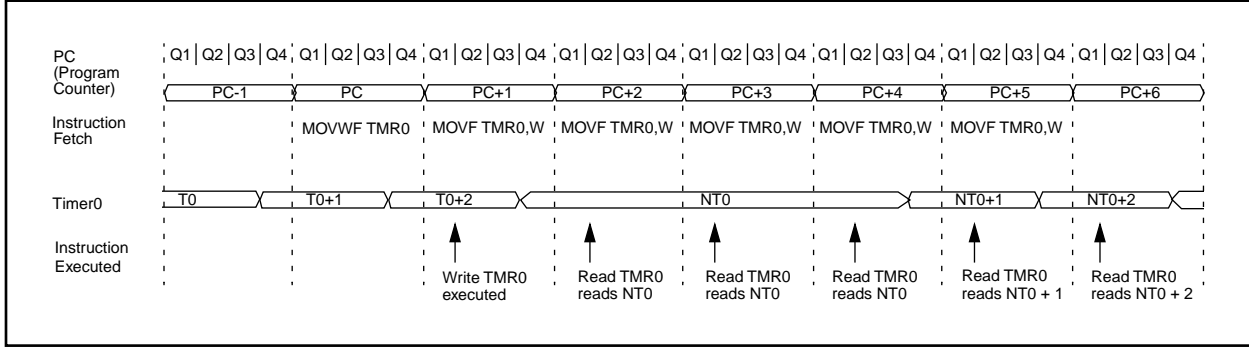 PC
(Program
Counter)
Q1 Q2 Q3 Q4 Q1 Q2 Q3 Q4 Q1 Q2 Q3 Q4 Q1 Q2 Q3 Q4 Q1 Q2 Q3 Q4 Q1 Q2 Q3 Q4 Q1 Q2 Q3 Q4 Q1 Q2 Q3 Q4
PC-1 PC PC+1 PC+2 PC+3 PC+4 PC+5 PC+6
Instruction
Fetch
MOVWF TMR0 MOVF TMR0,W MOVF TMR0,W MOVF TMR0,W MOVF TMR0,W MOVF TMR0,W
Timer0
T0 T0+1 T0+2 NT0 NT0+1 NT0+2
Instruction
Executed
Write TMR0
executed
Read TMR0
reads NT0
Read TMR0
reads NT0
Read TMR0
reads NT0
Read TMR0
reads NT0 + 1
Read TMR0
reads NT0 + 2